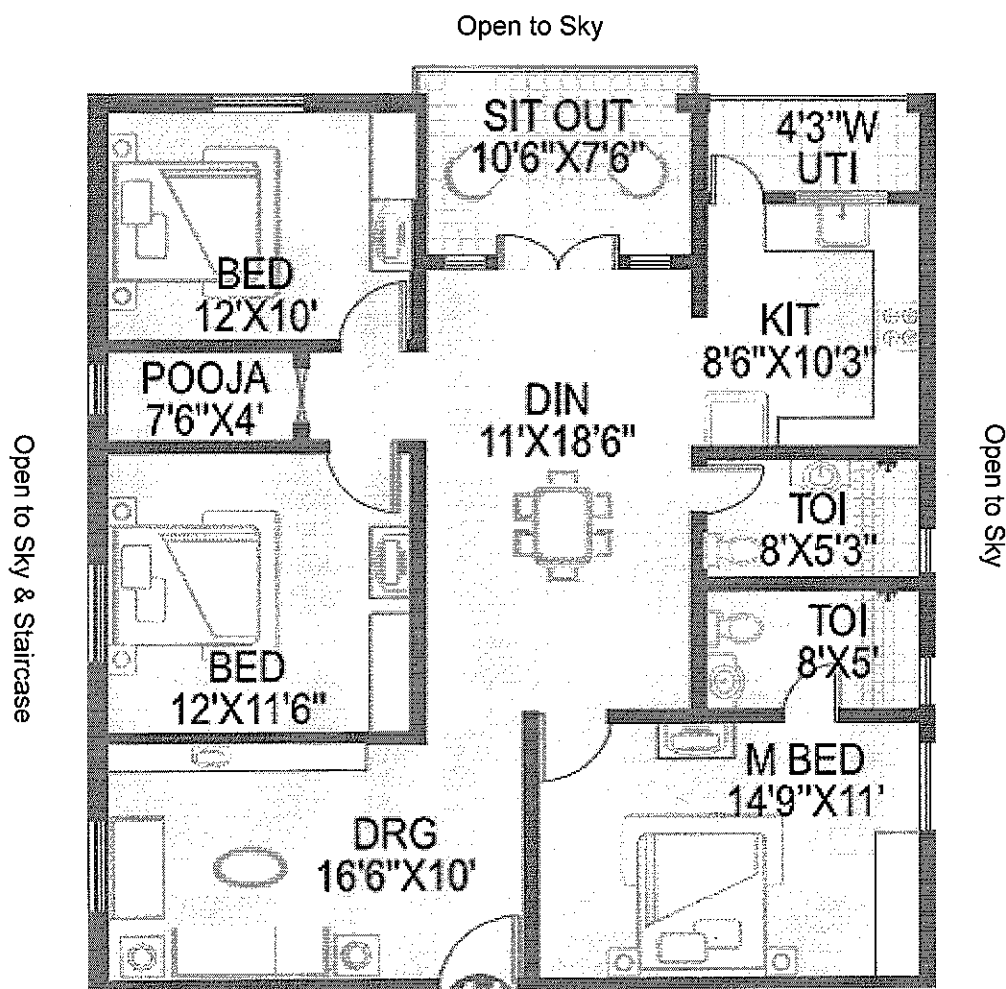 Open to Sky
SIT OUT
10'6"X7'6"
4'3"W
UTI
BED
12'X10'
KIT
8'6"X10'3"
POOJA
7'6"X4'
DIN
11'X18'6"
Open to Sky & Staircase
Open to Sky
TOI
8'X5'3"
TOI
8'X5'
BED
12'X11'6"
M BED
14'9"X11'
DRG
16'6"X10'